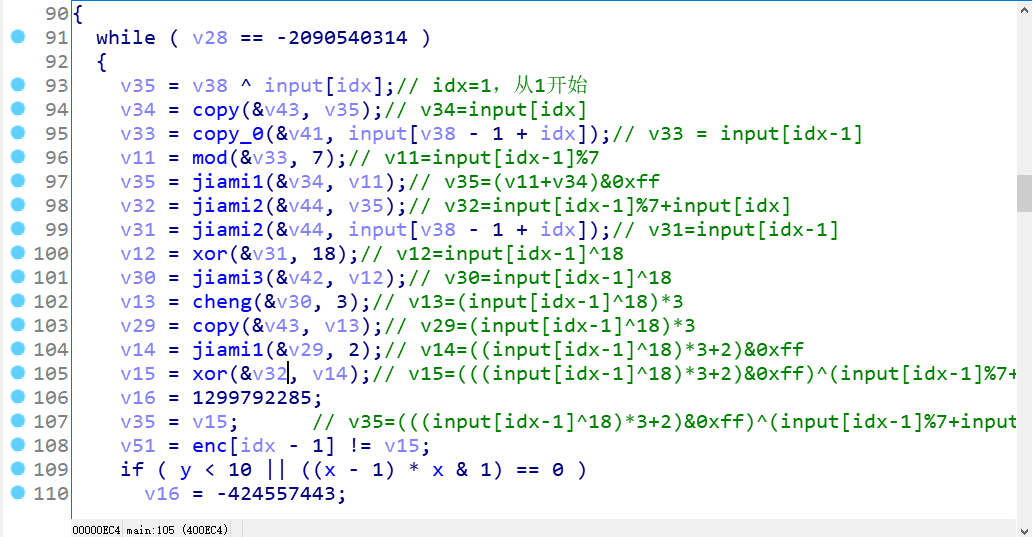 90 {
91 while ( v28 == -2090540314 )
92 {
93 v35 = v38 ^ input[idx];// idx=1，从1开始
94 v34 = copy(&v43, v35);// v34=input[idx]
95 v33 = copy_0(&v41, input[v38 - 1 + idx]);// v33 = input[idx-1]
96 v11 = mod(&v33, 7);// v11=input[idx-1]%7
97 v35 = jiami1(&v34, v11);// v35=(v11+v34)&0xff
98 v32 = jiami2(&v44, v35);// v32=input[idx-1]%7+input[idx]
99 v31 = jiami2(&v44, input[v38 - 1 + idx]);// v31=input[idx-1]
100 v12 = xor(&v31, 18);// v12=input[idx-1]^18
101 v30 = jiami3(&v42, v12);// v30=input[idx-1]^18
102 v13 = cheng(&v30, 3);// v13=(input[idx-1]^18)*3
103 v29 = copy(&v43, v13);// v29=(input[idx-1]^18)*3
104 v14 = jiami1(&v29, 2);// v14=((input[idx-1]^18)*3+2)&0xff
105 v15 = xor(&v32, v14);// v15=(((input[idx-1]^18)*3+2)&0xff)^(input[idx-1]%7+
106 v16 = 1299792285;
107 v35 = v15; // v35=(((input[idx-1]^18)*3+2)&0xff)^(input[idx-1]%7+input
108 v51 = enc[idx - 1] != v15;
109 if ( y < 10 || ((x - 1) * x & 1) == 0 )
110 v16 = -424557443;
00000EC4 main:105 (400EC4)